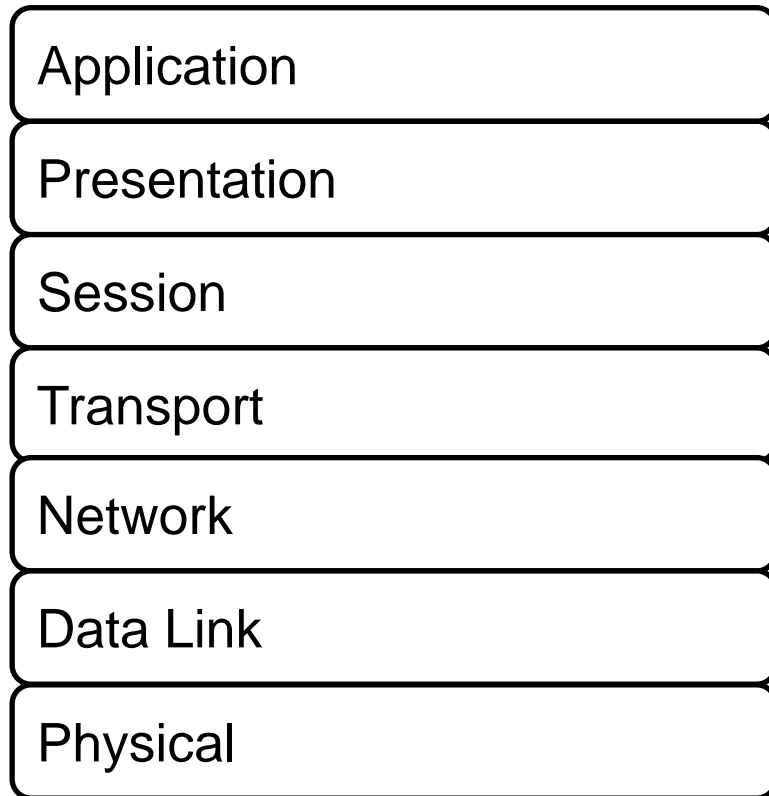 Application
Presentation
Session
Transport
Network
Data Link
Physical